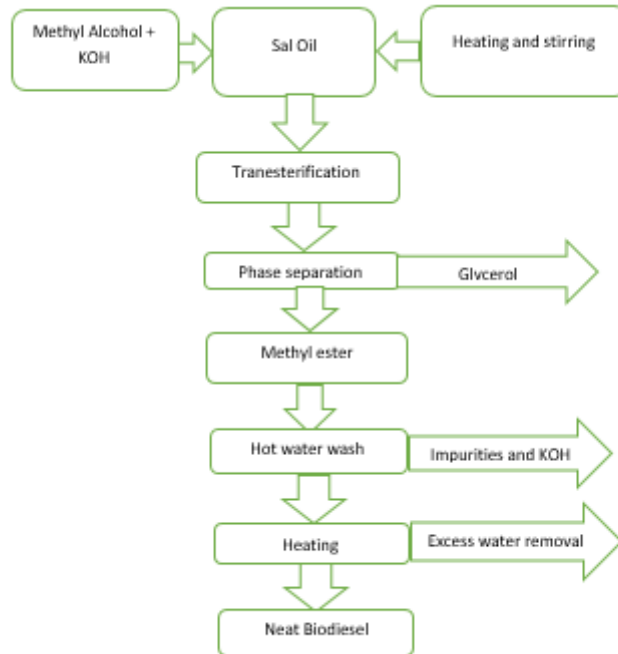 Methyl Alcohol +
KOH
Sal Oil
Heating and stirring
Tranesterification
Phase separation
Glycerol
Methyl ester
Hot water wash
Impurities and KOH
Heating
Excess water removal
Neat Biodiesel